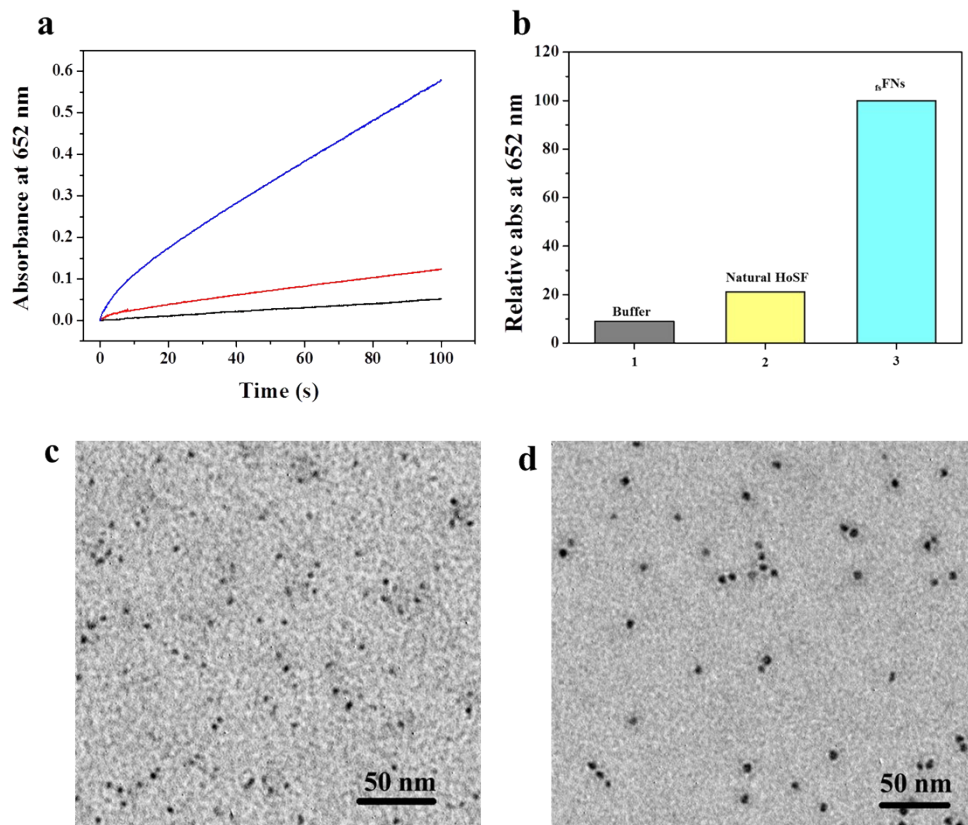 a
0.6
0.5
0.4
0.3
0.2
0.1
0.0
Absorbance at 652 nm
0 20 40 60 80 100
Time (s)
b
120
100
80
60
40
20
0
Relative abs at 652 nm
Buffer
Natural HoSF
fsFNs
1 2 3
c
50 nm
d
50 nm